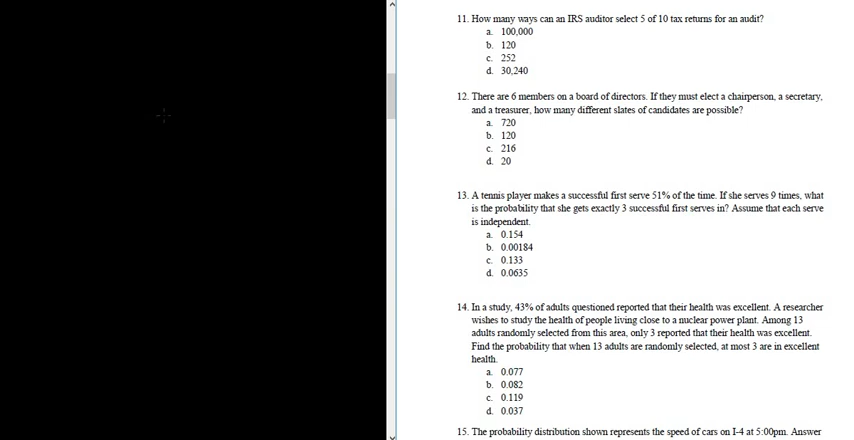 11. How many ways can an IRS auditor select 5 of 10 tax returns for an audit?
a. 100,000
b. 120
c. 252
d. 30,240
12. There are 6 members on a board of directors. If they must elect a chairperson, a secretary,
and a treasurer, how many different slates of candidates are possible?
a. 720
b. 120
c. 216
d. 20
13. A tennis player makes a successful first serve 51% of the time. If she serves 9 times, what
is the probability that she gets exactly 3 successful first serves in? Assume that each serve
is independent.
a. 0.154
b. 0.00184
c. 0.133
d. 0.0635
14. In a study, 43% of adults questioned reported that their health was excellent. A researcher
wishes to study the health of people living close to a nuclear power plant. Among 13
adults randomly selected from this area, only 3 reported that their health was excellent.
Find the probability that when 13 adults are randomly selected, at most 3 are in excellent
health.
a. 0.077
b. 0.082
c. 0.119
d. 0.037
15. The probability distribution shown represents the speed of cars on I-4 at 5:00pm. Answer